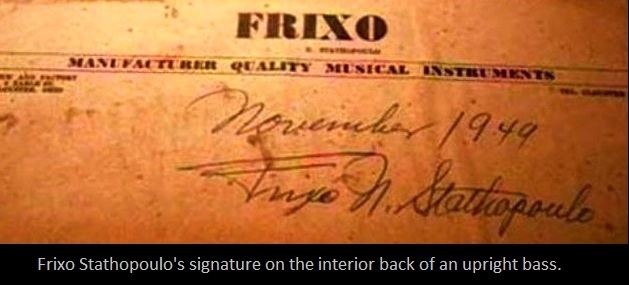 FRIXO
N. STATHOPOULO
MANUFACTURER QUALITY MUSICAL INSTRUMENTS
November 1949
Frixo N. Stathopoulo
Frixo Stathopoulo's signature on the interior back of an upright bass.